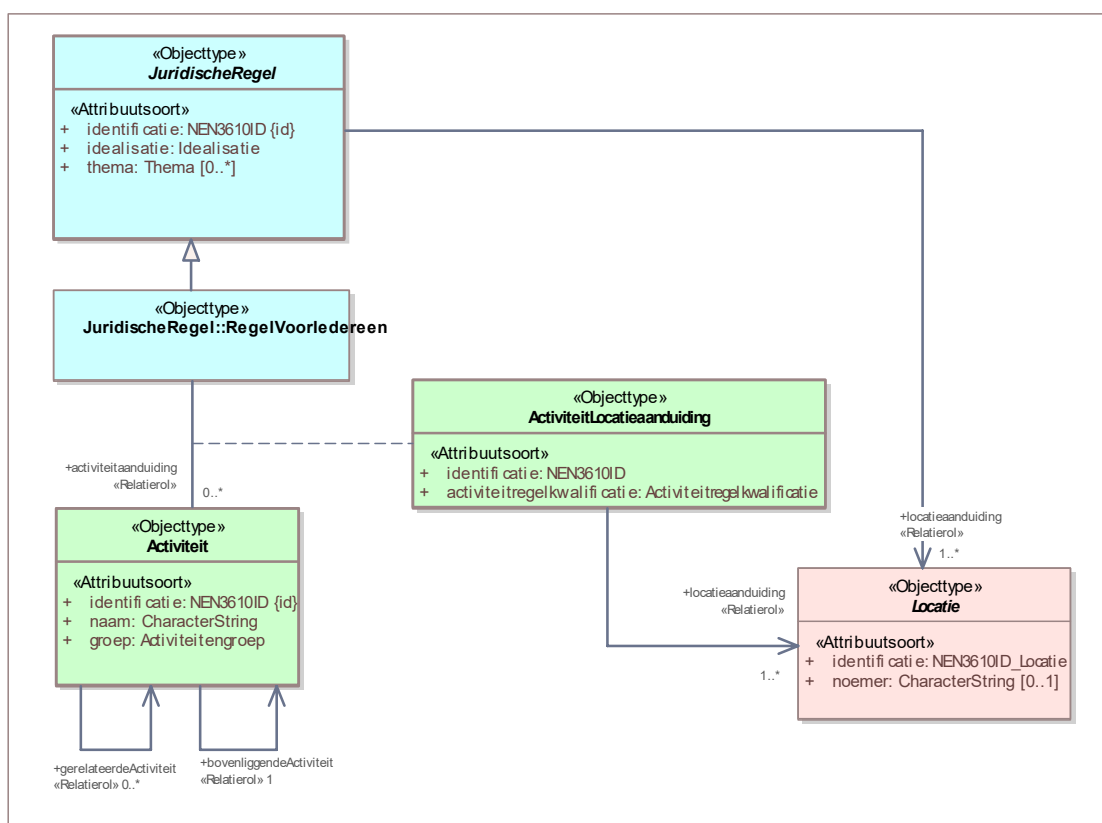 «Objecttype»
JuridischeRegel
«Attribuutsoort»
+ identificatie: NEN3610ID {id}
+ idealisatie: Idealisatie
+ thema: Thema [0..*]
«Objecttype»
JuridischeRegel::RegelVoorIedereen
«Objecttype»
ActiviteitLocatieaanduiding
«Attribuutsoort»
+ identificatie: NEN3610ID
+ activiteitregelkwalificatie: Activiteitregelkwalificatie
+activiteitaanduiding
«Relatierol»
0..*
«Objecttype»
Activiteit
«Attribuutsoort»
+ identificatie: NEN3610ID {id}
+ naam: CharacterString
+ groep: Activiteitengroep
+gerelateerdeActiviteit
«Relatierol» 0..*
+bovenliggendeActiviteit
«Relatierol» 1
+locatieaanduiding
«Relatierol»
1..*
+locatieaanduiding
«Relatierol»
1..*
«Objecttype»
Locatie
«Attribuutsoort»
+ identificatie: NEN3610ID_Locatie
+ noemer: CharacterString [0..1]